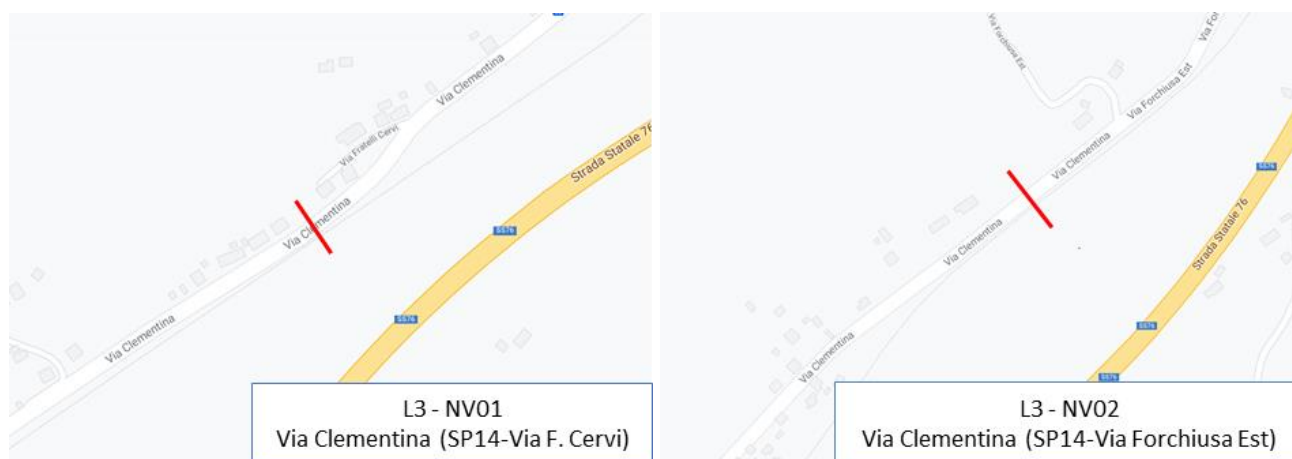 Via Clementina
Via Fratelli Cervi
Strada Statale 76
Via Clementina
SS76
Via Clementina
SS76
L3 - NV01
Via Clementina (SP14-Via F. Cervi)
Via Forchiusa Est
Via Forchiusa Est
Via Clementina
SS76
Via Clementina
Strada Statale 76
SS76
Via Clementina
SS76
L3 - NV02
Via Clementina (SP14-Via Forchiusa Est)